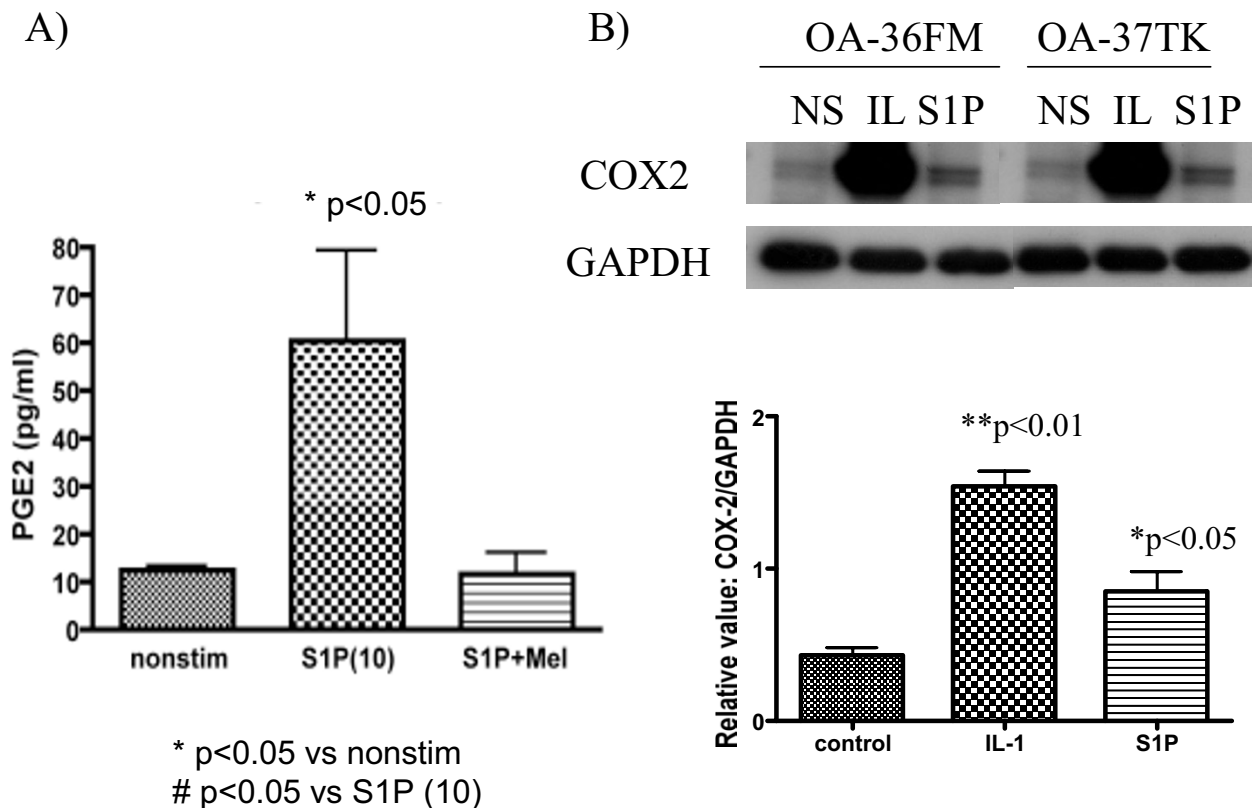 A)
* p<0.05
PGE2 (pg/ml)
80
70
60
50
40
30
20
10
0
nonstim S1P(10) S1P+Mel
* p<0.05 vs nonstim
# p<0.05 vs S1P (10)
B)
OA-36FM OA-37TK
NS IL S1P NS IL S1P
COX2
GAPDH
Relative value: COX-2/GAPDH
2
1
0
**p<0.01
*p<0.05
control IL-1 S1P